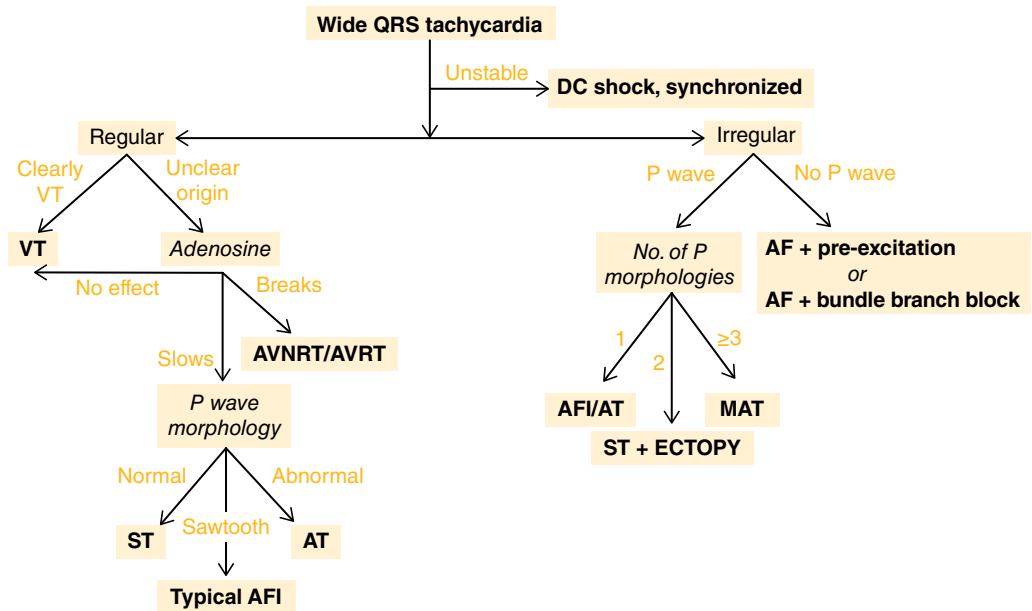 Wide QRS tachycardia
Unstable
DC shock, synchronized
Regular
Irregular
Clearly
VT
Unclear
origin
P wave
No P wave
VT
Adenosine
No. of P
morphologies
AF + pre-excitation
or
AF + bundle branch block
No effect
Breaks
Slows
AVNRT/AVRT
1
2
≥3
P wave
morphology
AFI/AT
MAT
ST + ECTOPY
Normal
Sawtooth
Abnormal
ST
AT
Typical AFI